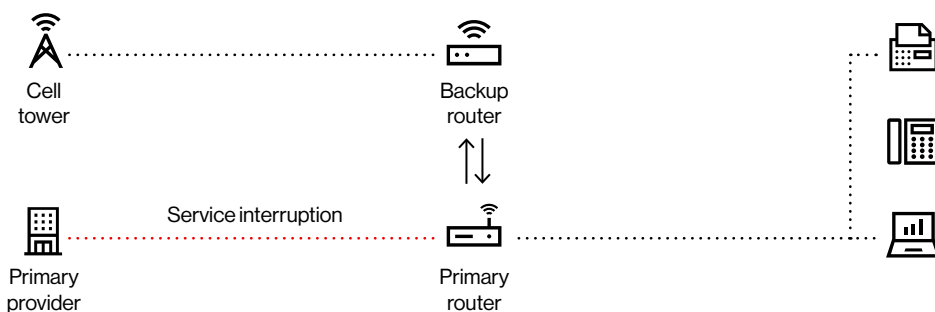 Cell
tower
Backup
router
Service interruption
Primary
provider
Primary
router